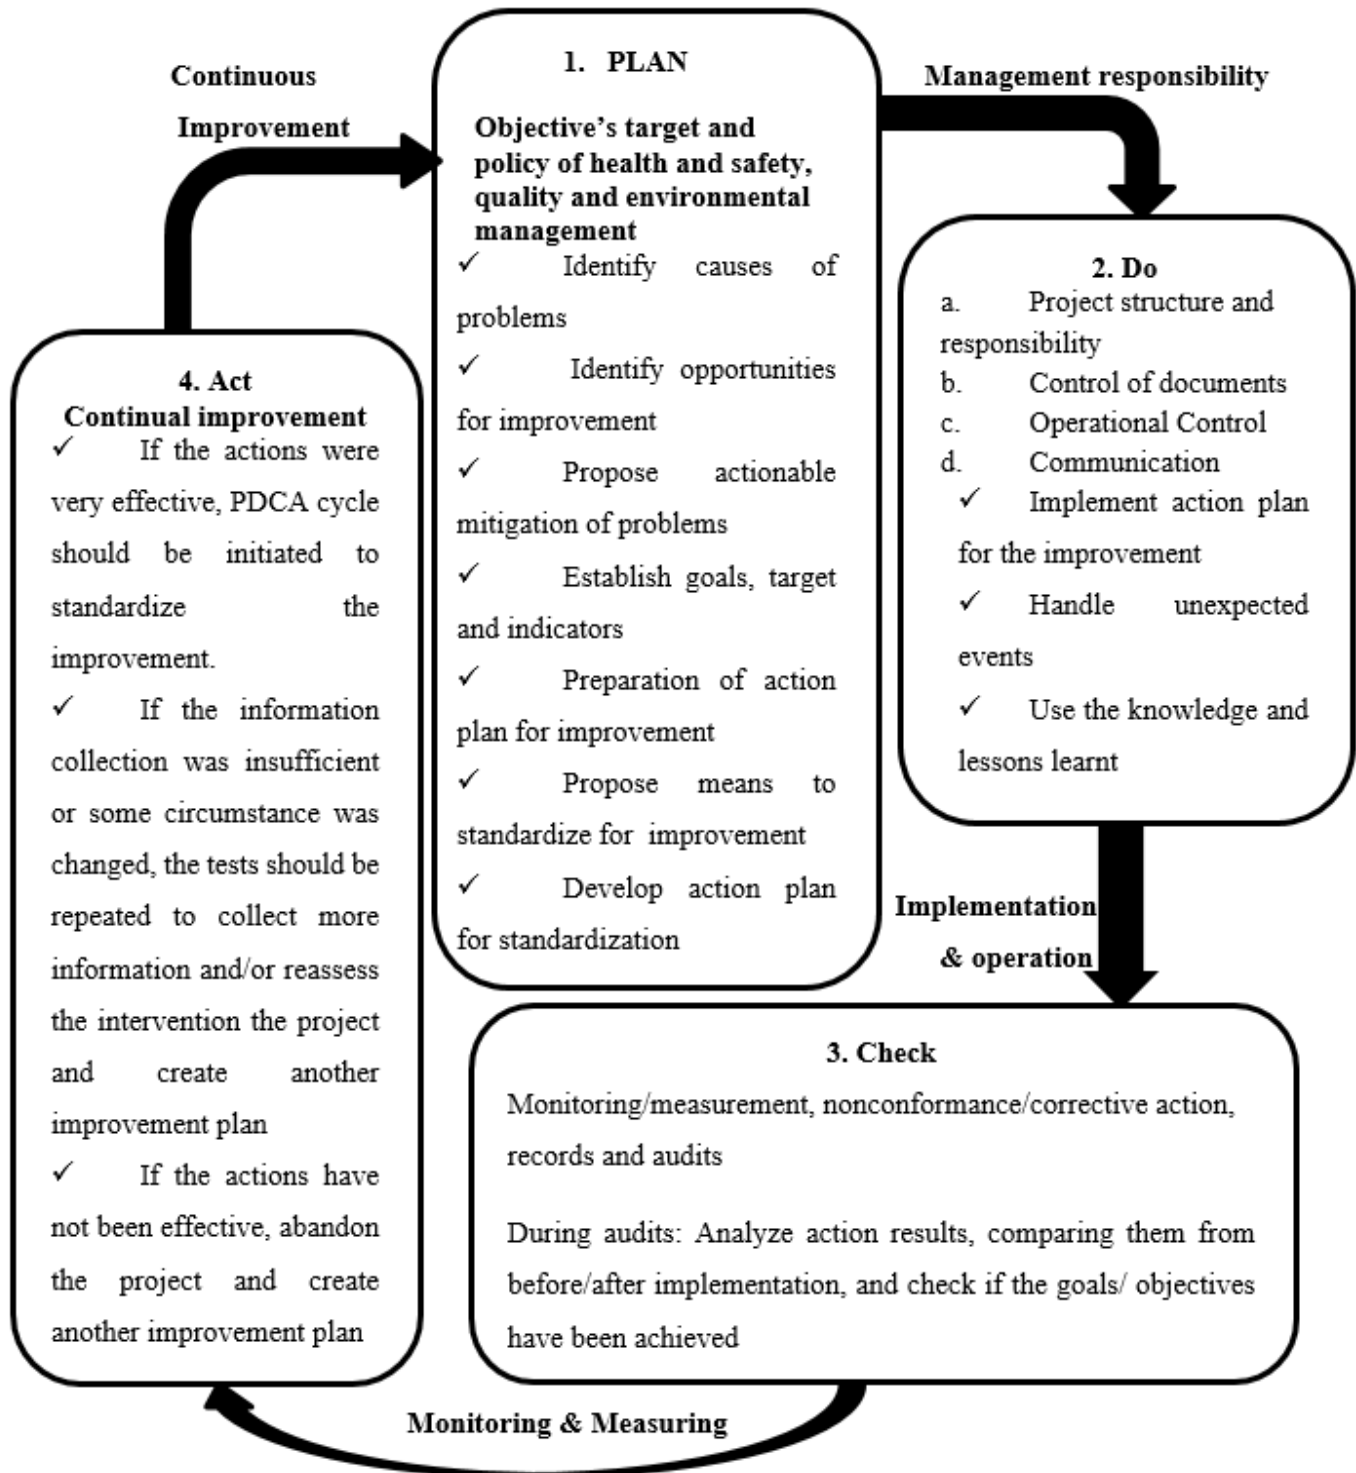 Continuous
Improvement
1. PLAN
Objective's target and
policy of health and safety,
quality and environmental
management
✓ Identify causes of
problems
✓ Identify opportunities
for improvement
✓ Propose actionable
mitigation of problems
✓ Establish goals, target
and indicators
✓ Preparation of action
plan for improvement
✓ Propose means to
standardize for improvement
✓ Develop action plan
for standardization
Management responsibility
2. Do
a. Project structure and
responsibility
b. Control of documents
c. Operational Control
d. Communication
✓ Implement action plan
for the improvement
✓ Handle unexpected
events
✓ Use the knowledge and
lessons learnt
Implementation
& operation
3. Check
Monitoring/measurement, nonconformance/corrective action,
records and audits
During audits: Analyze action results, comparing them from
before/after implementation, and check if the goals/ objectives
have been achieved
Monitoring & Measuring
4. Act
Continual improvement
✓ If the actions were
very effective, PDCA cycle
should be initiated to
standardize the
improvement.
✓ If the information
collection was insufficient
or some circumstance was
changed, the tests should be
repeated to collect more
information and/or reassess
the intervention the project
and create another
improvement plan
✓ If the actions have
not been effective, abandon
the project and create
another improvement plan